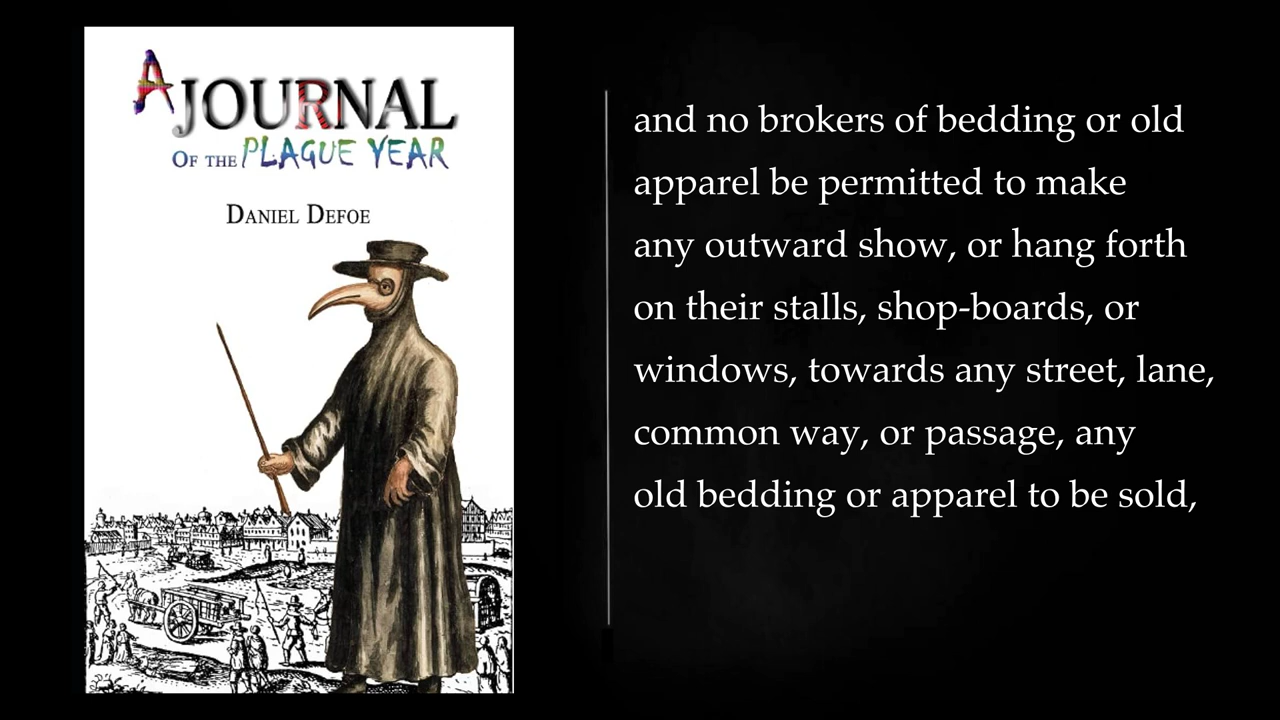 A JOURNAL
OF THE PLAGUE YEAR
DANIEL DEFOE
and no brokers of bedding or old
apparel be permitted to make
any outward show, or hang forth
on their stalls, shop-boards, or
windows, towards any street, lane,
common way, or passage, any
old bedding or apparel to be sold,